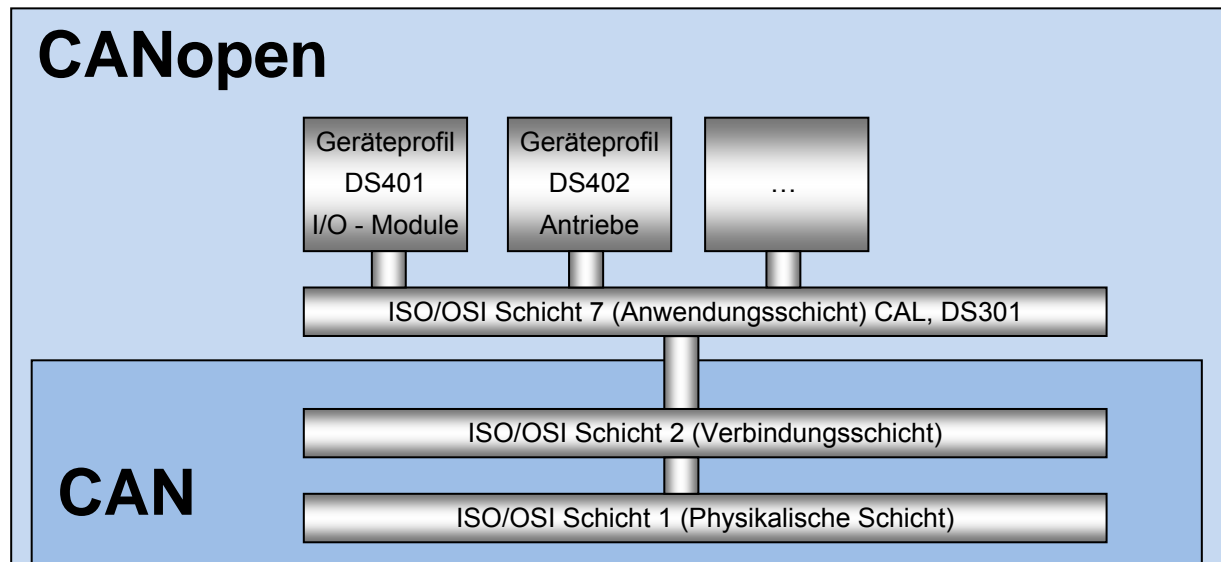 CANopen
Geräteprofil
DS401
I/O - Module
Geräteprofil
DS402
Antriebe
…
ISO/OSI Schicht 7 (Anwendungsschicht) CAL, DS301
ISO/OSI Schicht 2 (Verbindungsschicht)
CAN
ISO/OSI Schicht 1 (Physikalische Schicht)